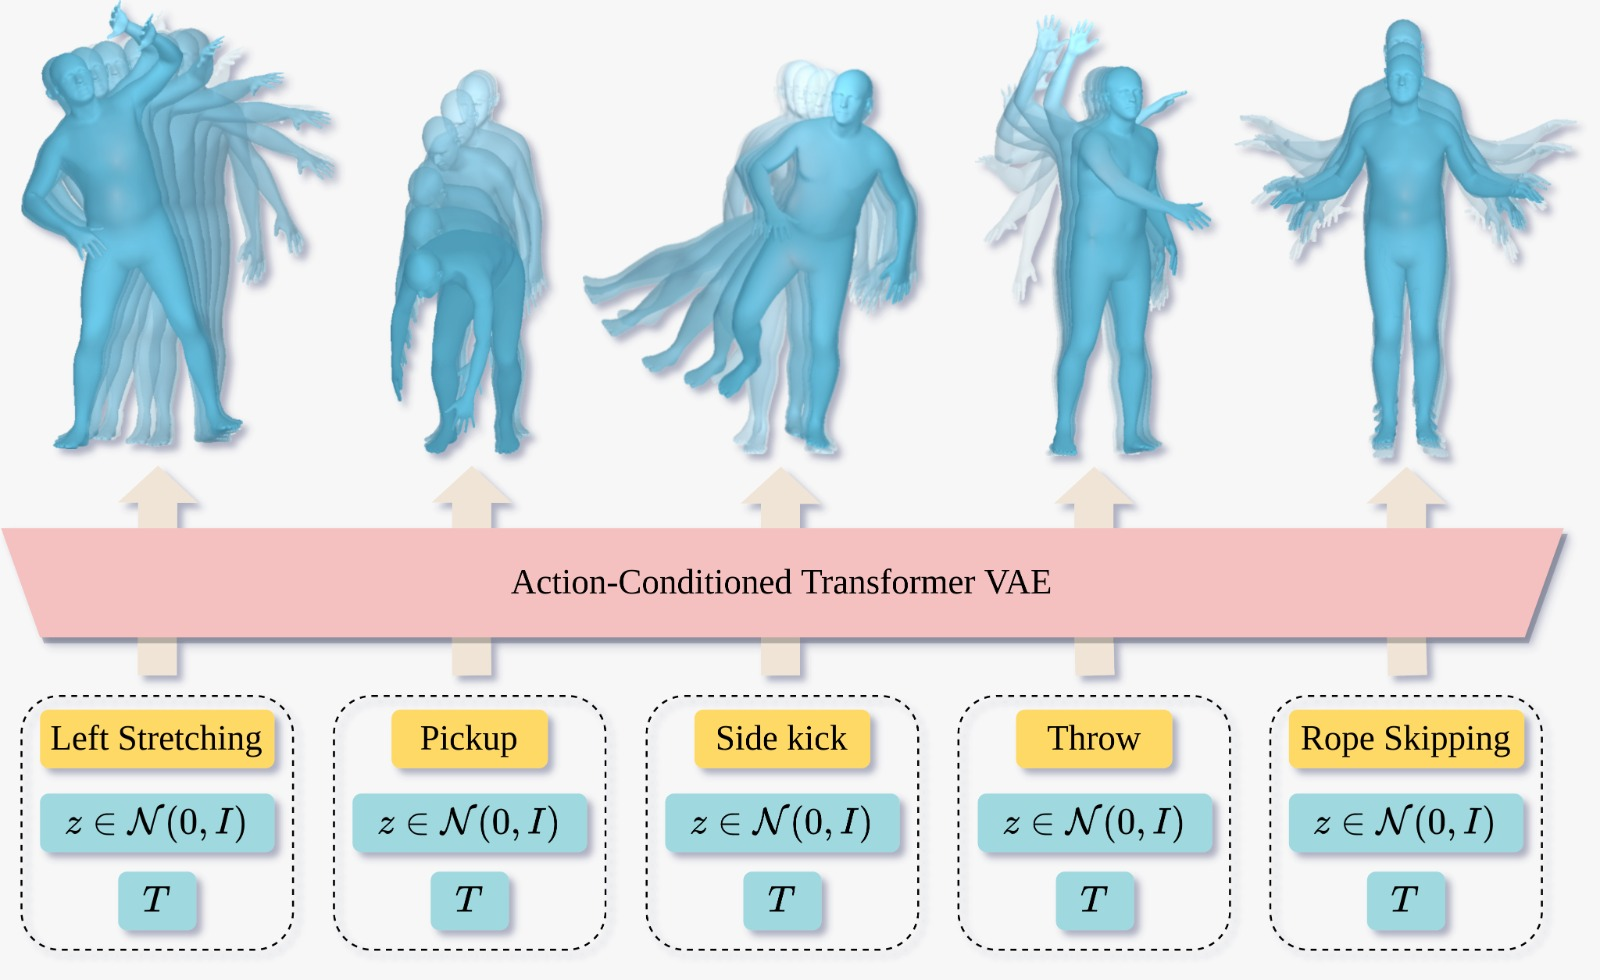 Action-Conditioned Transformer VAE
Left Stretching
z ∈ 𝒩(0, I)
T
Pickup
z ∈ 𝒩(0, I)
T
Side kick
z ∈ 𝒩(0, I)
T
Throw
z ∈ 𝒩(0, I)
T
Rope Skipping
z ∈ 𝒩(0, I)
T